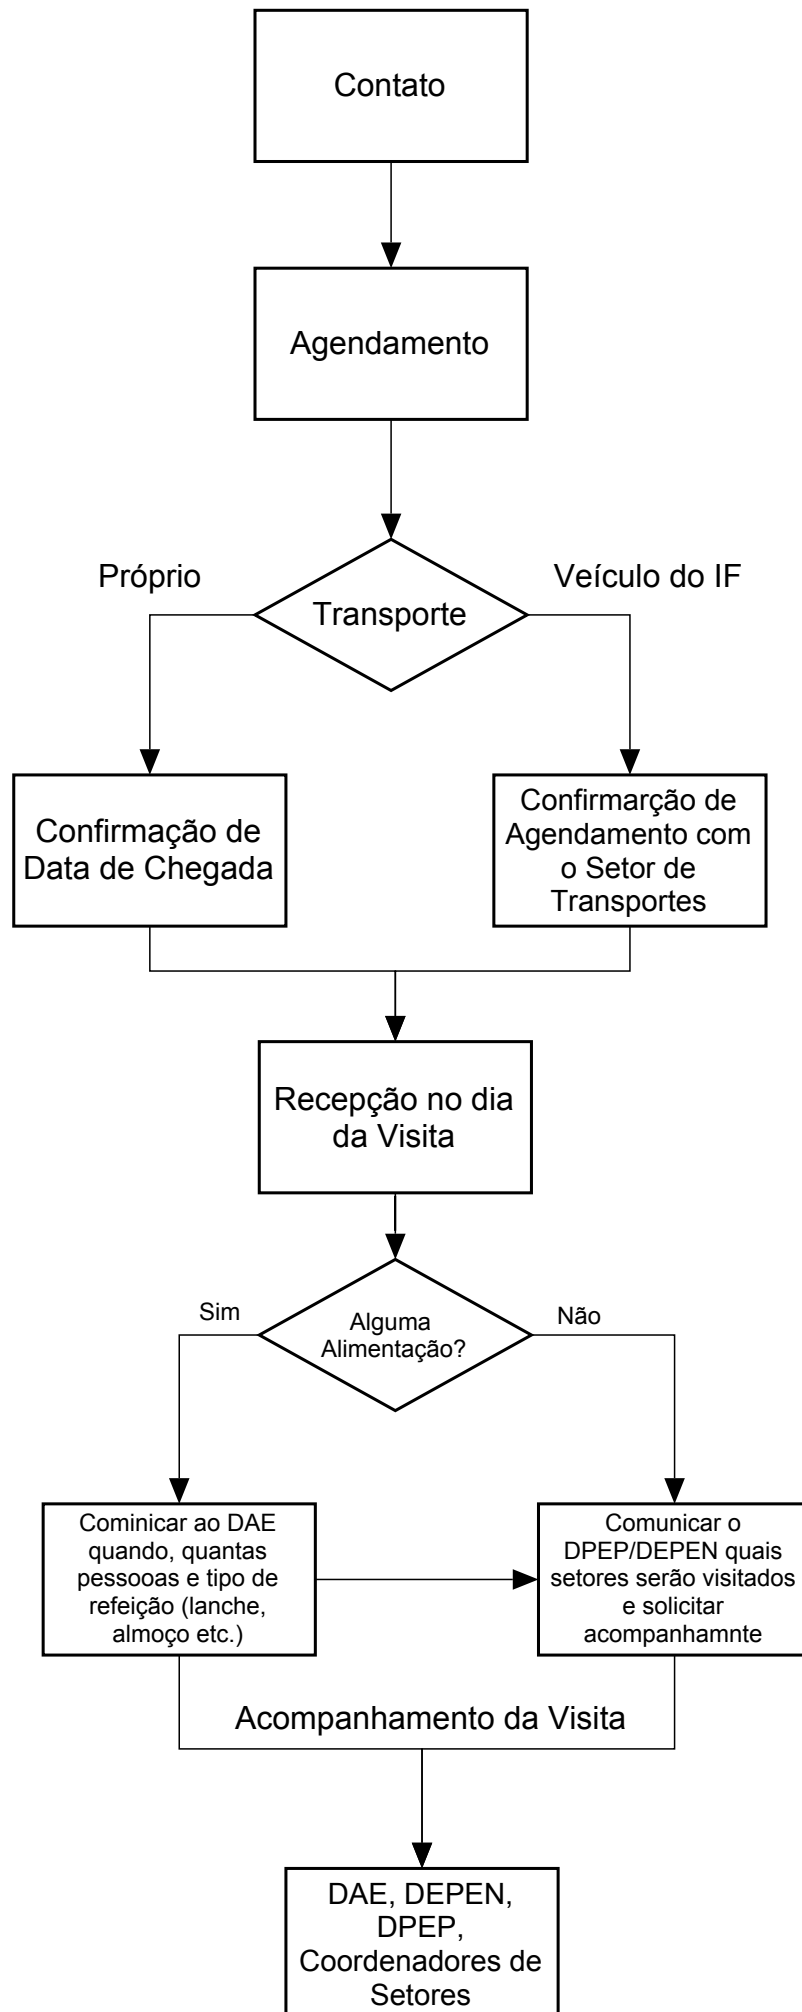 Contato
Agendamento
Próprio
Veículo do IF
Transporte
Confirmação de
Data de Chegada
Confirmarção de
Agendamento com
o Setor de
Transportes
Recepção no dia
da Visita
Sim
Não
Alguma
Alimentação?
Cominicar ao DAE
quando, quantas
pessooas e tipo de
refeição (lanche,
almoço etc.)
Comunicar o
DPEP/DEPEN quais
setores serão visitados
e solicitar
acompanhamnte
Acompanhamento da Visita
DAE, DEPEN,
DPEP,
Coordenadores de
Setores